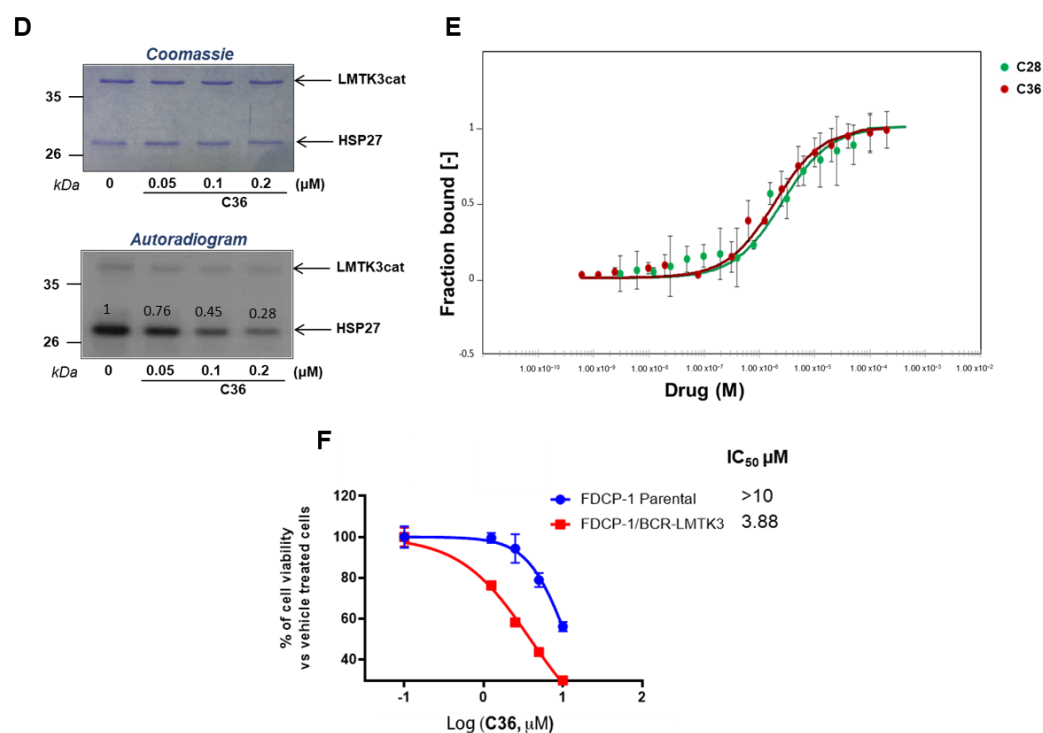 D
Coomassie
LMTK3cat
35
HSP27
26
kDa 0 0.05 0.1 0.2 (μM)
C36
Autoradiogram
LMTK3cat
35
1 0.76 0.45 0.28
HSP27
26
kDa 0 0.05 0.1 0.2 (μM)
C36
E
C28
C36
Fraction bound [-]
1
0.5
0
-0.5
1.00 x10⁻¹⁰ 1.00 x10⁻⁹ 1.00 x10⁻⁸ 1.00 x10⁻⁷ 1.00 x10⁻⁶ 1.00 x10⁻⁵ 1.00 x10⁻⁴ 1.00 x10⁻³ 1.00 x10⁻²
Drug (M)
F
IC₅₀ μM
FDCP-1 Parental >10
FDCP-1/BCR-LMTK3 3.88
% of cell viability
vs vehicle treated cells
120
100
80
60
40
-1 0 1 2
Log (C36, μM)